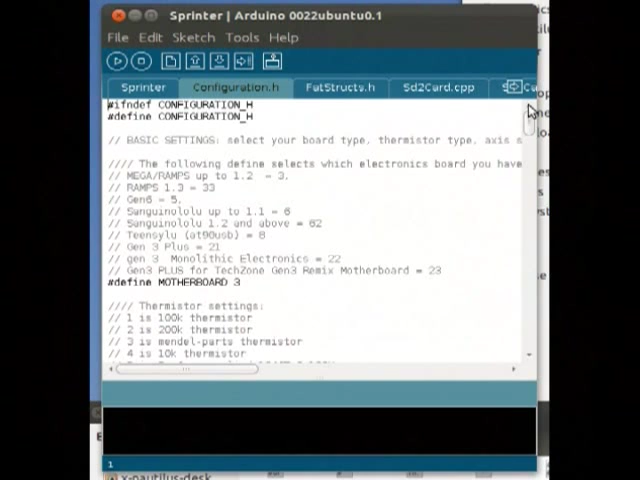 Sprinter | Arduino 0022ubuntu0.1
File Edit Sketch Tools Help
Sprinter Configuration.h FatStructs.h Sd2Card.cpp
#ifndef CONFIGURATION_H
#define CONFIGURATION_H
// BASIC SETTINGS: select your board type, thermistor type, axis s
//// The following define selects which electronics board you have
// MEGA/RAMPS up to 1.2 = 3,
// RAMPS 1.3 = 33
// Gen6 = 5,
// Sanguinololu up to 1.1 = 6
// Sanguinololu 1.2 and above = 62
// Teensylu (at90usb) = 8
// Gen 3 Plus = 21
// gen 3 Monolithic Electronics = 22
// Gen3 PLUS for TechZone Gen3 Remix Motherboard = 23
#define MOTHERBOARD 3
//// Thermistor settings:
// 1 is 100k thermistor
// 2 is 200k thermistor
// 3 is mendel-parts thermistor
// 4 is 10k thermistor
1
x-nautilus-desk